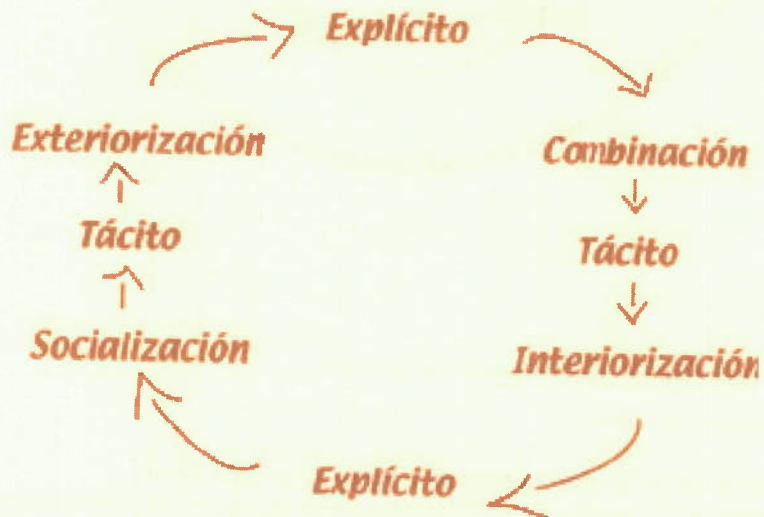 Explícito
Exteriorización
Combinación
Tácito
Tácito
Socialización
Interiorización
Explícito